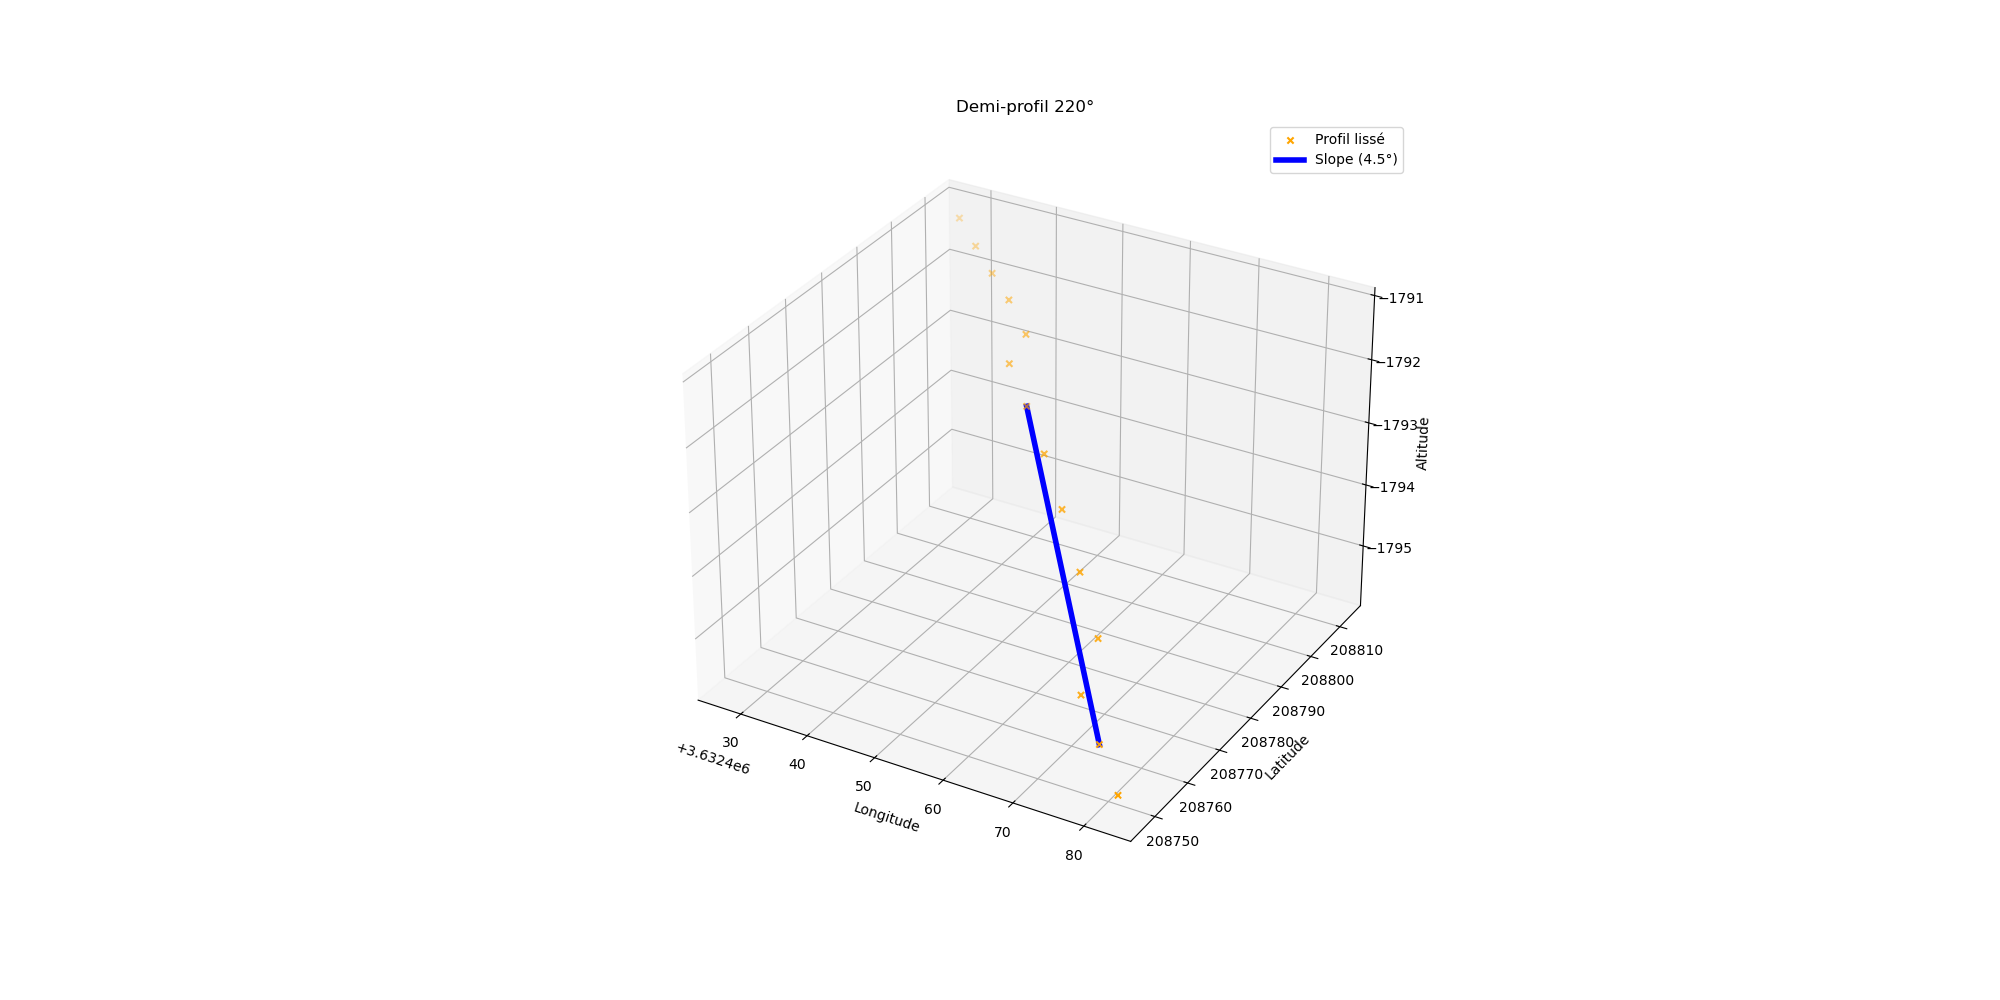 Demi-profil 220°
Profil lissé
Slope (4.5°)
−1791
−1792
−1793
−1794
−1795
Altitude
208810
208800
208790
208780
208770
208760
208750
Latitude
30
40
50
60
70
80
+3.6324e6
Longitude